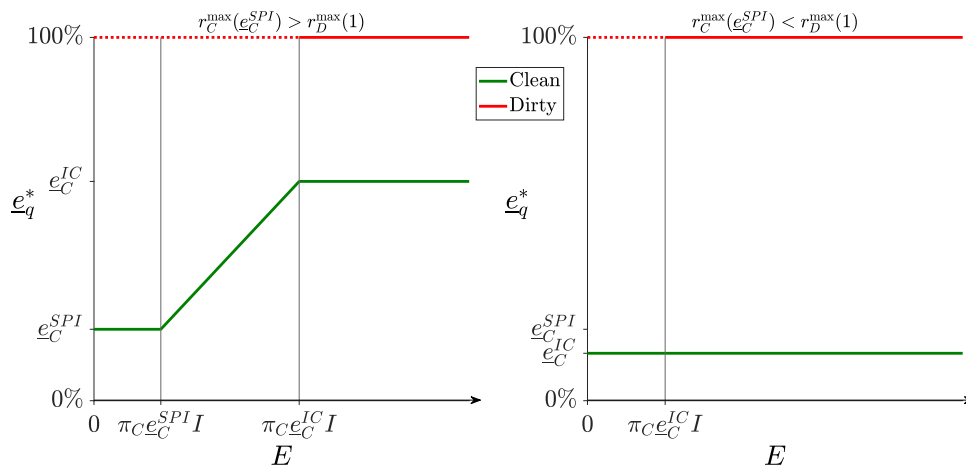 r_C^max(e_C^SPI) > r_D^max(1)
100%
e_C^IC
e_q^*
e_C^SPI
0%
0
π_C e_C^SPI I
π_C e_C^IC I
E
Clean
Dirty
r_C^max(e_C^SPI) < r_D^max(1)
100%
e_q^*
e_C^SPI
e_C^IC
0%
0
π_C e_C^IC I
E